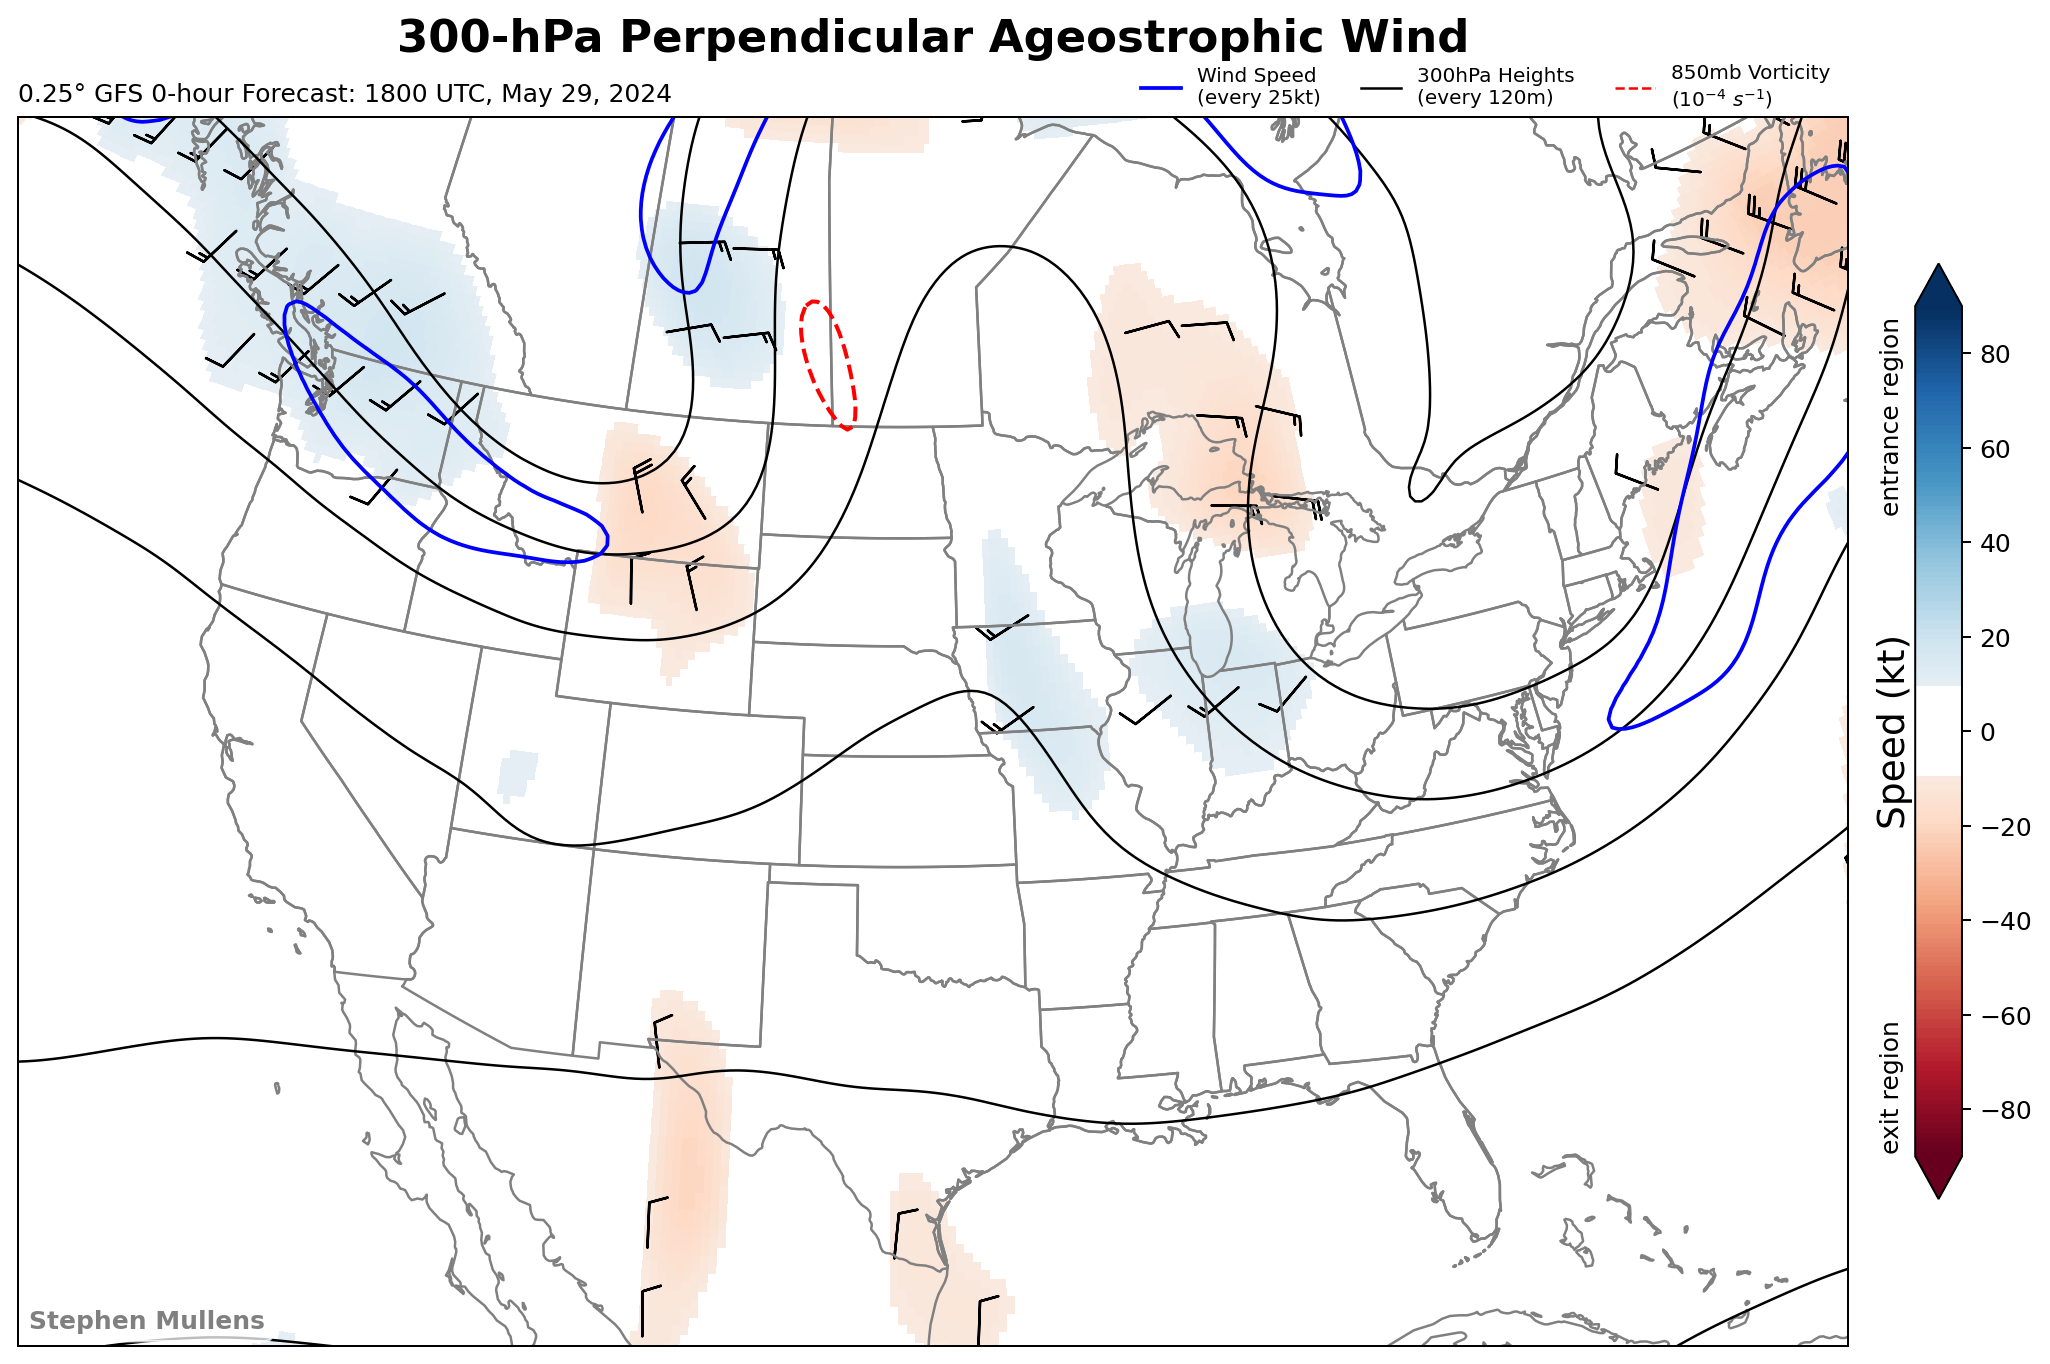 300-hPa Perpendicular Ageostrophic Wind
0.25° GFS 0-hour Forecast: 1800 UTC, May 29, 2024
Wind Speed
(every 25kt)
300hPa Heights
(every 120m)
850mb Vorticity
(10⁻⁴ s⁻¹)
entrance region
Speed (kt)
exit region
80
60
40
20
0
−20
−40
−60
−80
Stephen Mullens